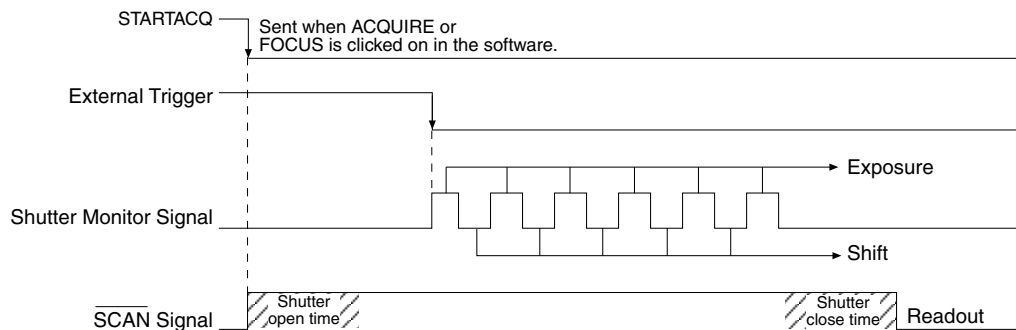 STARTACQ
Sent when ACQUIRE or
FOCUS is clicked on in the software.
External Trigger
Exposure
Shutter Monitor Signal
Shift
SCAN Signal
Shutter
open time
Shutter
close time
Readout